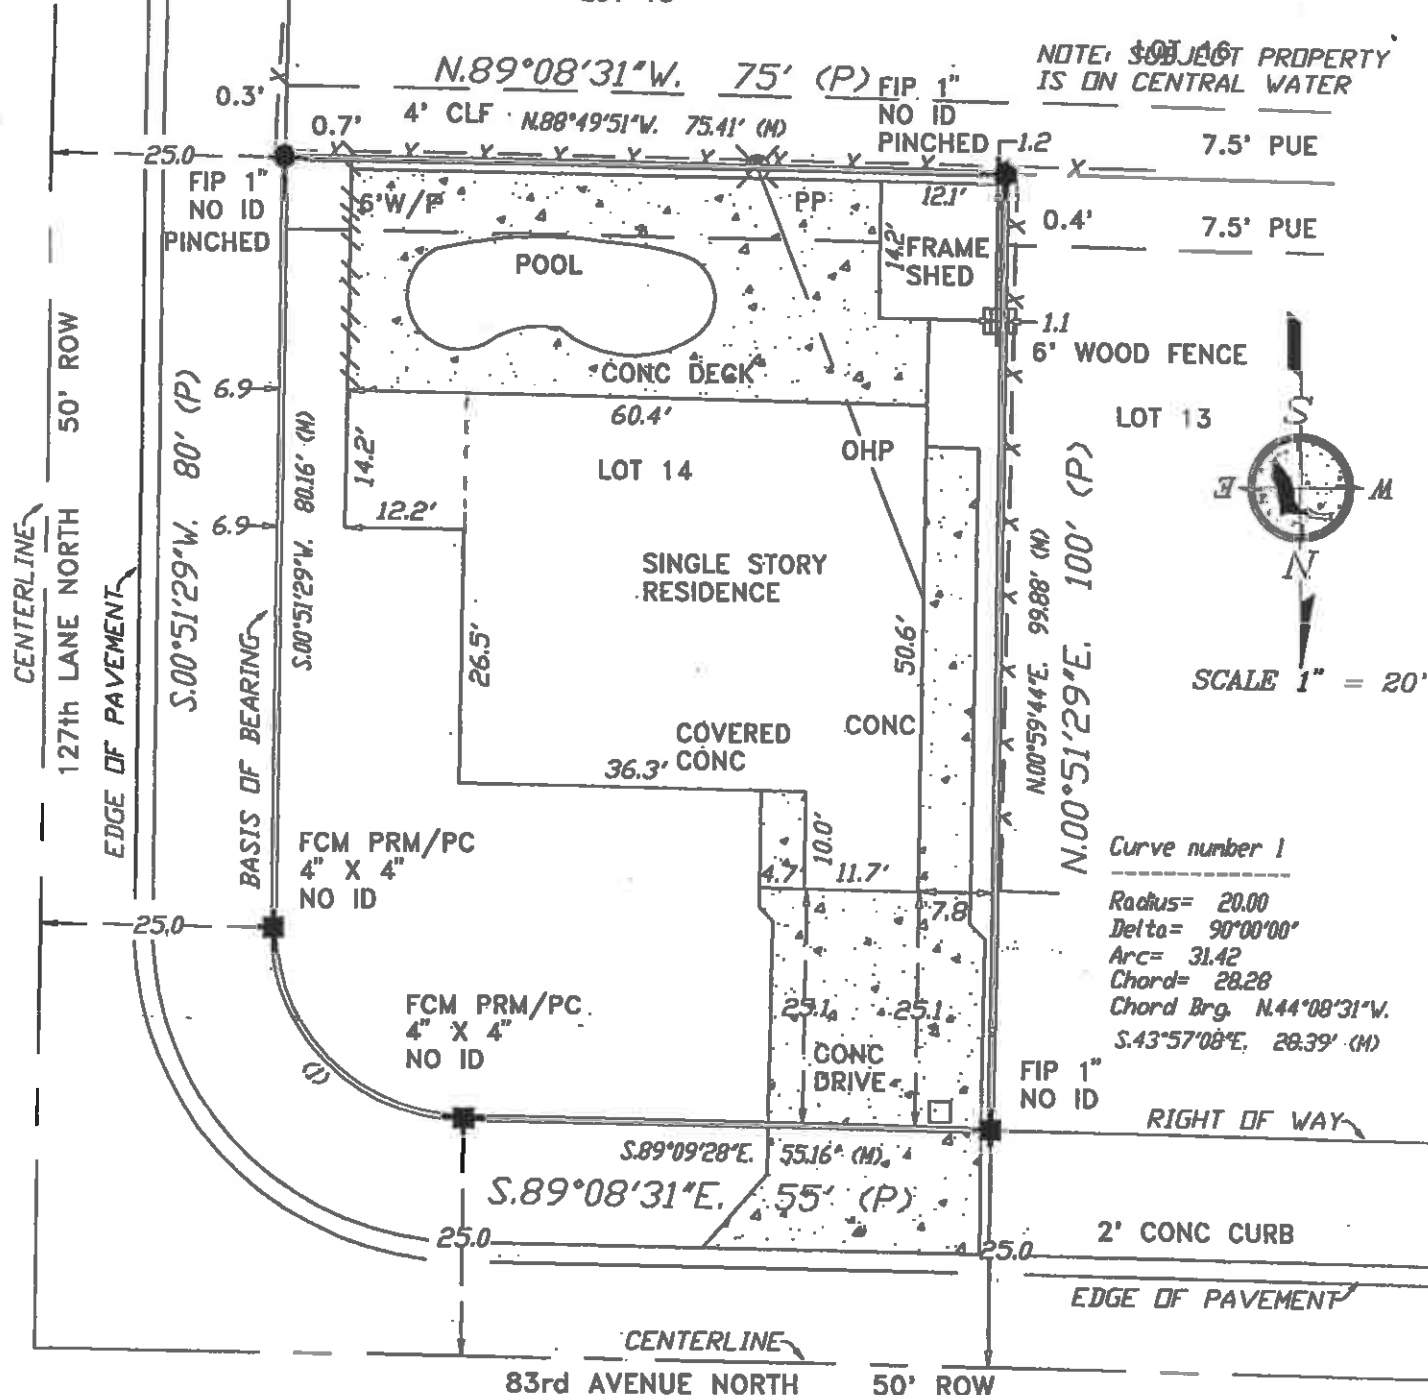 NOTE: SUBJECT PROPERTY
IS ON CENTRAL WATER
LOT 16
N.89°08'31"W. 75' (P)
0.3'
0.7'
4' CLF
N.88°49'51"W. 75.41' (M)
FIP 1"
NO ID
PINCHED
1.2
7.5' PUE
25.0
FIP 1"
NO ID
PINCHED
6'W/F
PP
12.1'
0.4'
7.5' PUE
14.2'
FRAME
SHED
POOL
1.1
6' WOOD FENCE
CONC DECK
60.4'
LOT 13
6.9
6.9
14.2'
12.2'
LOT 14
OHP
S
E
W
N
SCALE 1" = 20'
CENTERLINE
127th LANE NORTH 50' ROW
EDGE OF PAVEMENT
S.00°51'29"W. 80' (P)
BASIS OF BEARING
S.00°51'29"W. 80.16' (M)
SINGLE STORY
RESIDENCE
26.5'
50.6'
N.00°59'44"E. 99.88' (M)
N.00°51'29"E. 100' (P)
COVERED
CONC
CONC
36.3'
10.0'
4.7'
11.7'
7.8
FCM PRM/PC
4" X 4"
NO ID
25.0
Curve number 1
Radius= 20.00
Delta= 90°00'00"
Arc= 31.42
Chord= 28.28
Chord Brg. N.44°08'31"W.
S.43°57'08"E. 28.39' (M)
FCM PRM/PC
4" X 4"
NO ID
(1)
25.1
25.1
CONC
DRIVE
FIP 1"
NO ID
RIGHT OF WAY
S.89°09'28"E. 55.16' (M)
S.89°08'31"E. 55' (P)
25.0
25.0
2' CONC CURB
EDGE OF PAVEMENT
CENTERLINE
83rd AVENUE NORTH 50' ROW